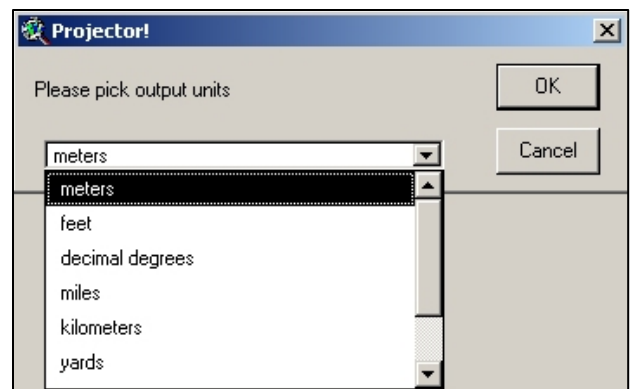 Projector!
Please pick output units
OK
meters
Cancel
meters
feet
decimal degrees
miles
kilometers
yards